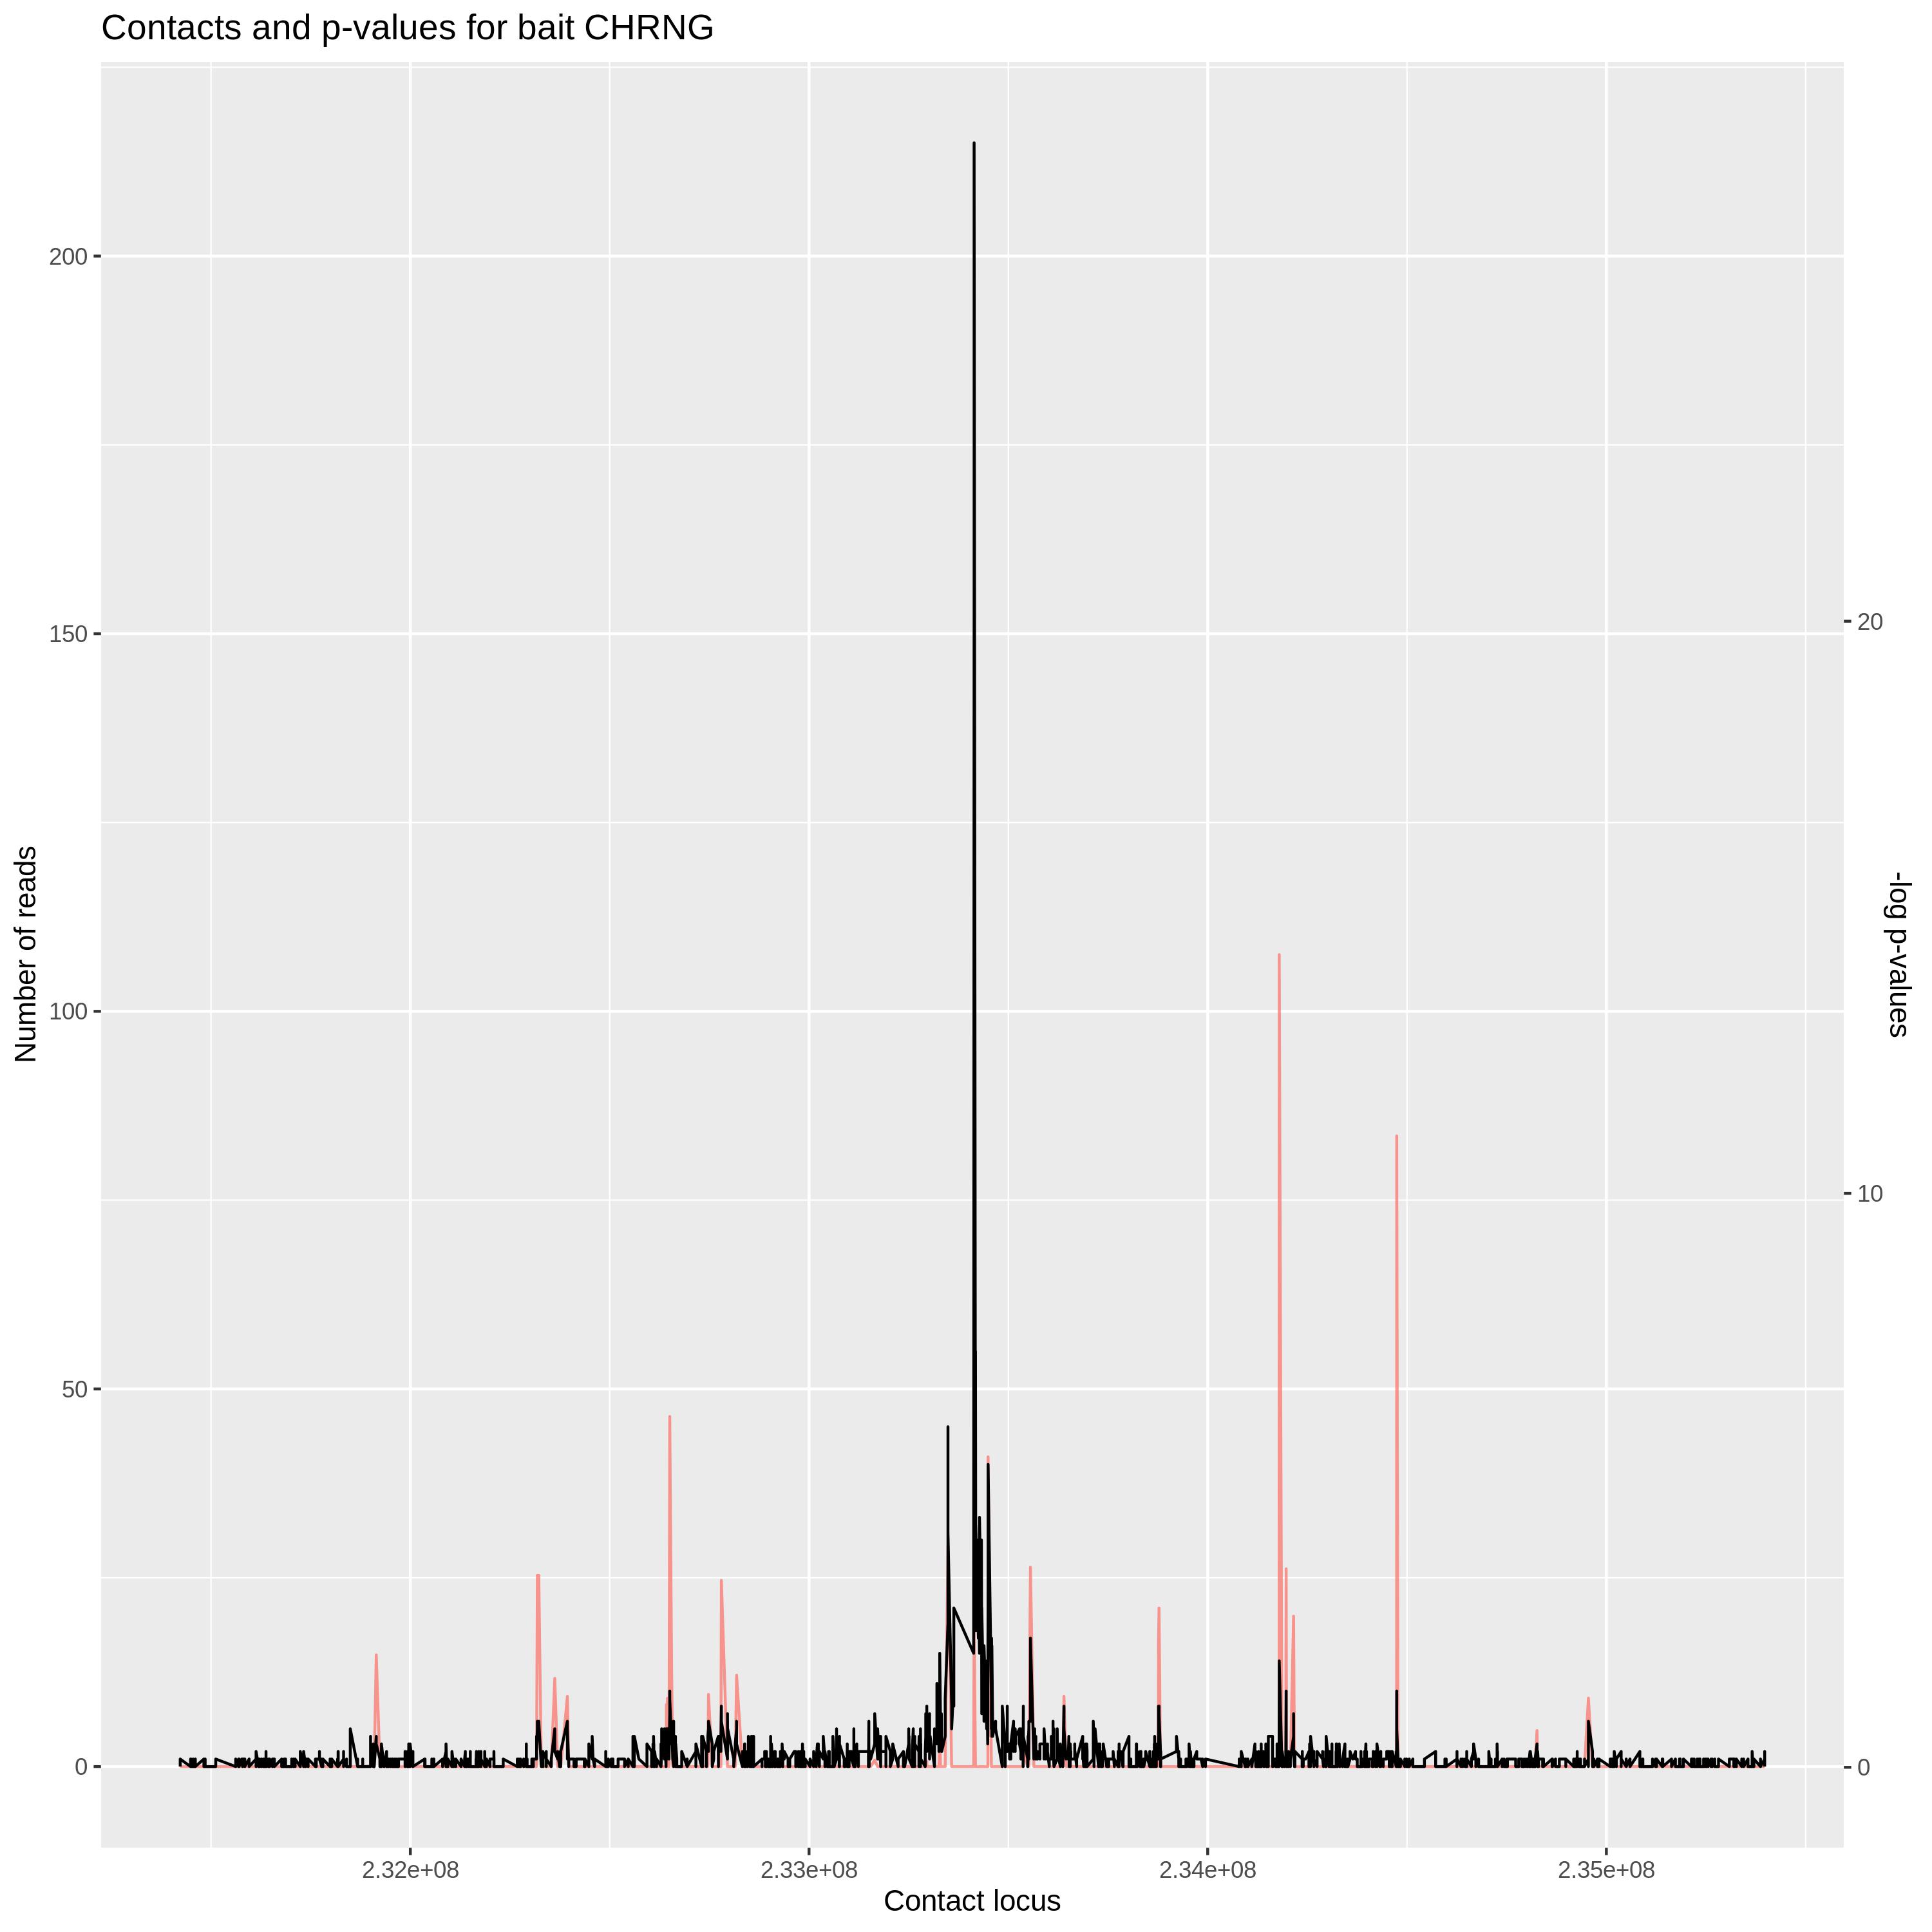 Contacts and p-values for bait CHRNG
200
150
100
50
0
20
10
0
Number of reads
-log p-values
2.32e+08
2.33e+08
2.34e+08
2.35e+08
Contact locus